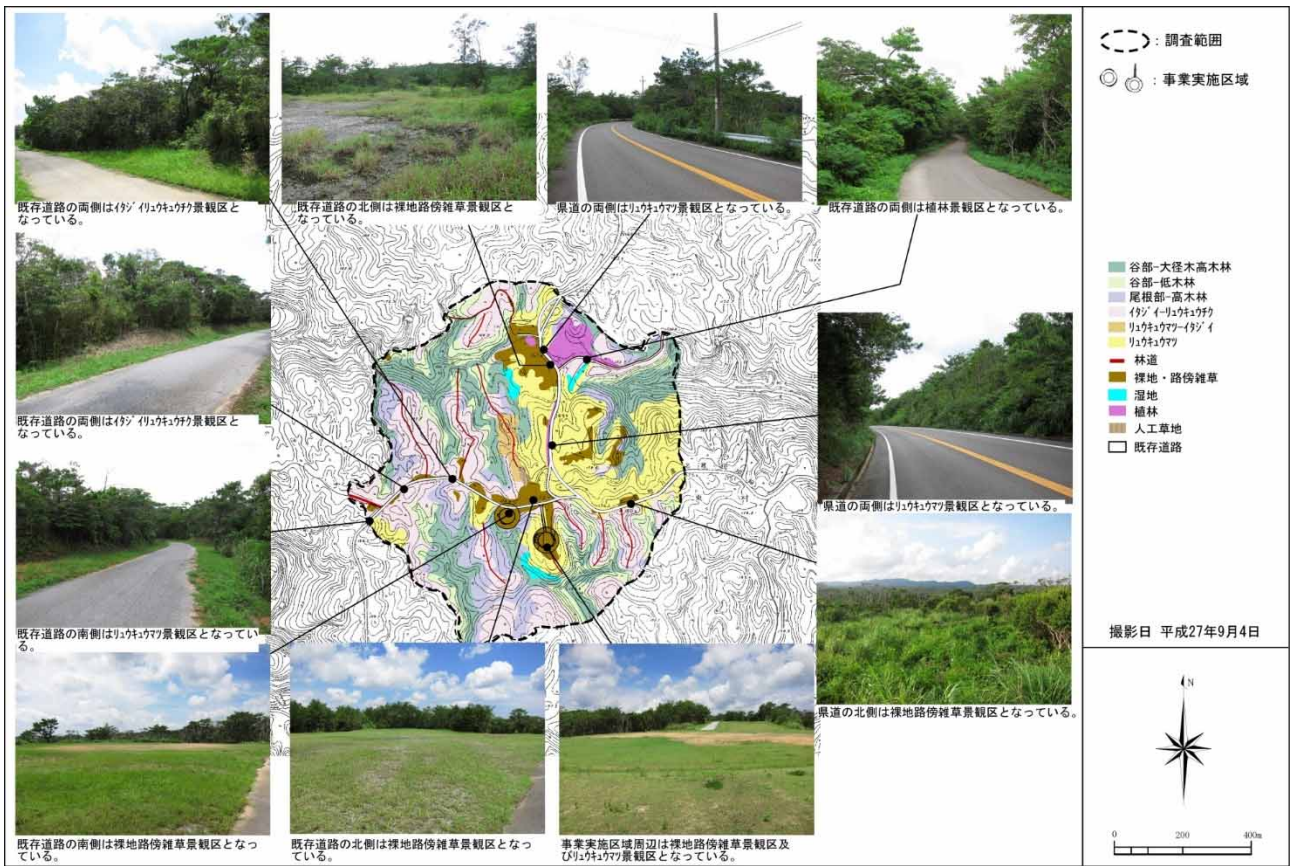 既存道路の両側はｲﾀｼﾞｲﾘｭｳｷｭｳﾁｸ景観区と
なっている。
既存道路の北側は裸地路傍雑草景観区と
なっている。
県道の両側はﾘｭｳｷｭｳﾏﾂ景観区となっている。
既存道路の両側は植林景観区となっている。
既存道路の両側はｲﾀｼﾞｲﾘｭｳｷｭｳﾁｸ景観区と
なっている。
既存道路の南側はﾘｭｳｷｭｳﾏﾂ景観区となってい
る。
県道の両側はﾘｭｳｷｭｳﾏﾂ景観区となっている。
県道の北側は裸地路傍雑草景観区となっている。
既存道路の南側は裸地路傍雑草景観区となっ
ている。
既存道路の北側は裸地路傍雑草景観区となっ
ている。
事業実施区域周辺は裸地路傍雑草景観区及
びﾘｭｳｷｭｳﾏﾂ景観区となっている。
：調査範囲
：事業実施区域
谷部-大径木高木林
谷部-低木林
尾根部-高木林
ｲﾀｼﾞｲｰﾘｭｳｷｭｳﾁｸ
ﾘｭｳｷｭｳﾏﾂｰｲﾀｼﾞｲ
ﾘｭｳｷｭｳﾏﾂ
林道
裸地・路傍雑草
湿地
植林
人工草地
既存道路
撮影日 平成27年9月4日
N
0 200 400m